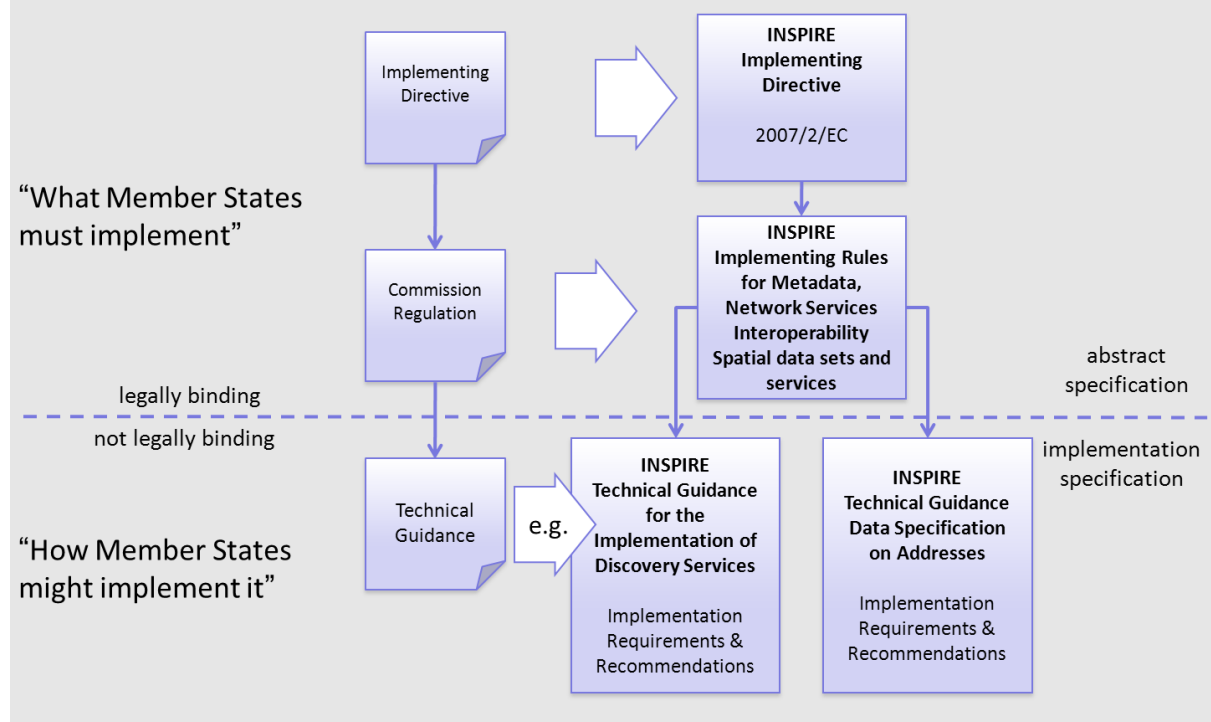 Implementing
Directive
INSPIRE
Implementing
Directive
2007/2/EC
“What Member States
must implement”
Commission
Regulation
INSPIRE
Implementing Rules
for Metadata,
Network Services
Interoperability
Spatial data sets and
services
abstract
specification
legally binding
not legally binding
implementation
specification
Technical
Guidance
e.g.
“How Member States
might implement it”
INSPIRE
Technical Guidance
for the
Implementation of
Discovery Services
Implementation
Requirements &
Recommendations
INSPIRE
Technical Guidance
Data Specification
on Addresses
Implementation
Requirements &
Recommendations